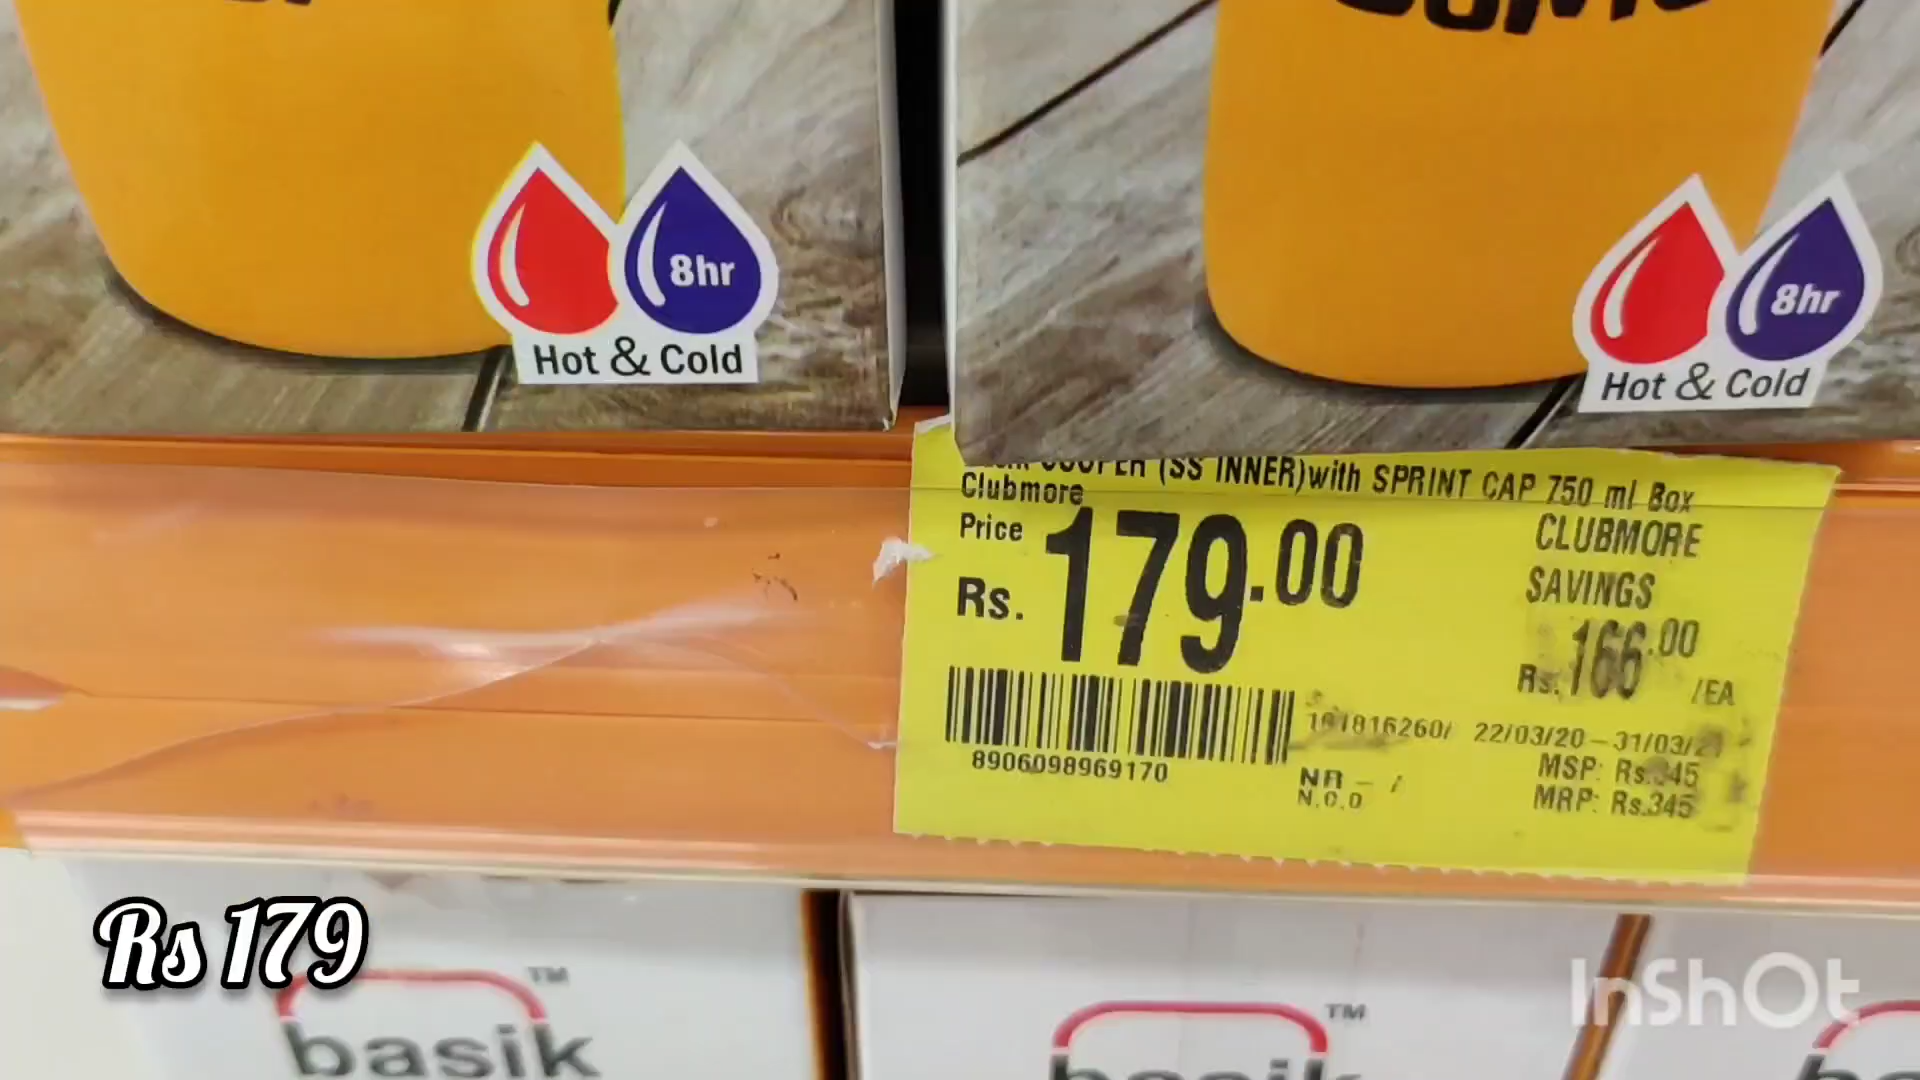 8hr
Hot & Cold
8hr
Hot & Cold
COOPER (SS INNER)with SPRINT CAP 750 ml Box
Clubmore
Price
Rs. 179.00
CLUBMORE
SAVINGS
Rs. 166.00 /EA
8906098969170
22/03/20 - 31/03/
NR - /
N.O.O
MSP: Rs.345
MRP: Rs.345
Rs 179
basik TM
basik TM
InShOt